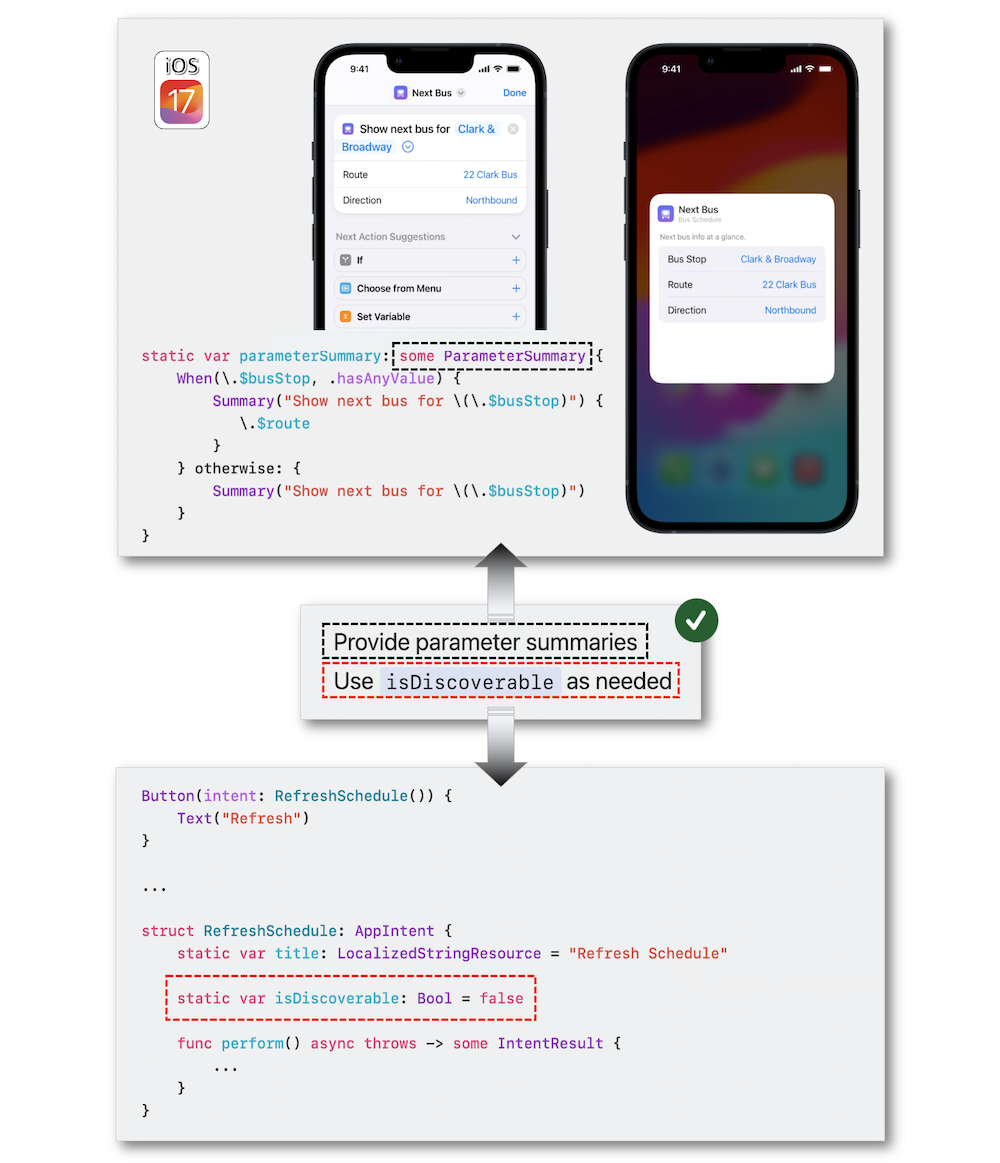 iOS
17
9:41
Next Bus
Done
Show next bus for Clark &
Broadway
Route 22 Clark Bus
Direction Northbound
Next Action Suggestions
If
Choose from Menu
Set Variable
9:41
Next Bus
Bus Schedule
Next bus info at a glance.
Bus Stop Clark & Broadway
Route 22 Clark Bus
Direction Northbound
static var parameterSummary: some ParameterSummary {
When(\.$busStop, .hasAnyValue) {
Summary("Show next bus for \(\.$busStop)") {
\.$route
}
} otherwise: {
Summary("Show next bus for \(\.$busStop)")
}
}
Provide parameter summaries
Use isDiscoverable as needed
Button(intent: RefreshSchedule()) {
Text("Refresh")
}
...
struct RefreshSchedule: AppIntent {
static var title: LocalizedStringResource = "Refresh Schedule"
static var isDiscoverable: Bool = false
func perform() async throws -> some IntentResult {
...
}
}